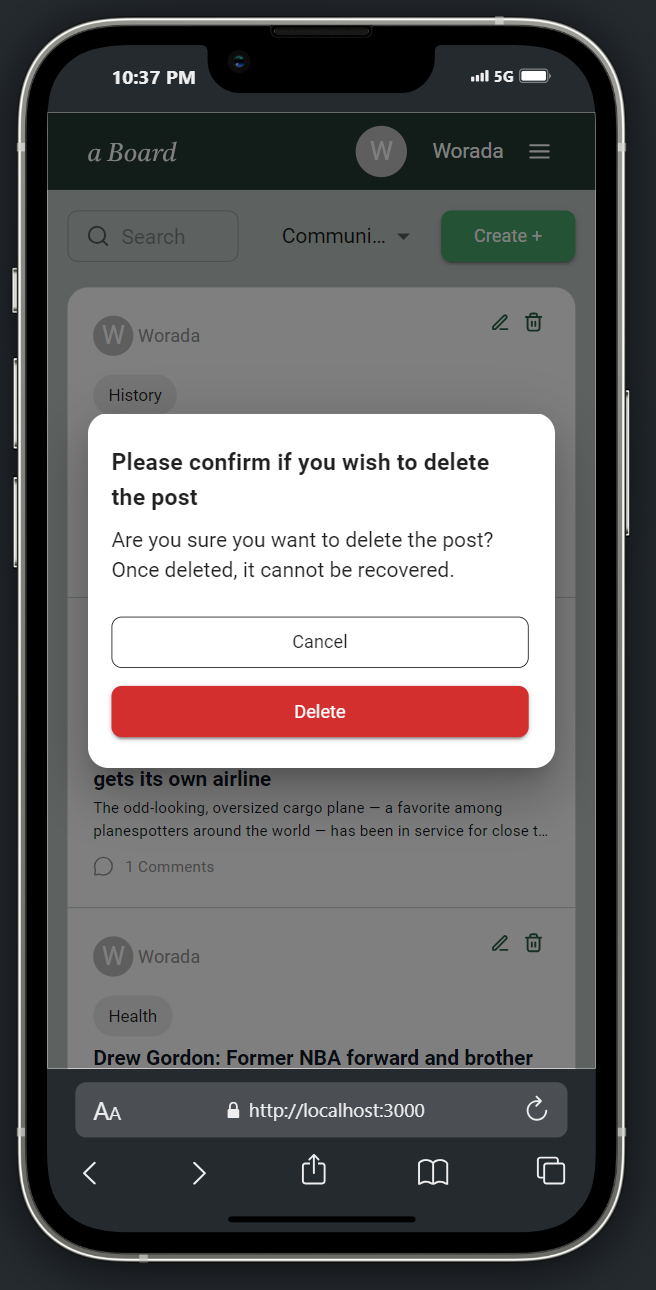 10:37 PM
5G
a Board
W
Worada
Search
Communi...
Create +
W
Worada
History
Please confirm if you wish to delete
the post
Are you sure you want to delete the post?
Once deleted, it cannot be recovered.
Cancel
Delete
gets its own airline
The odd-looking, oversized cargo plane — a favorite among
planespotters around the world — has been in service for close t...
1 Comments
W
Worada
Health
Drew Gordon: Former NBA forward and brother
AA
http://localhost:3000